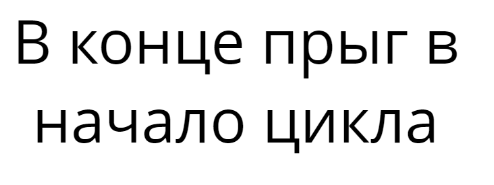 В конце прыг в
начало цикла